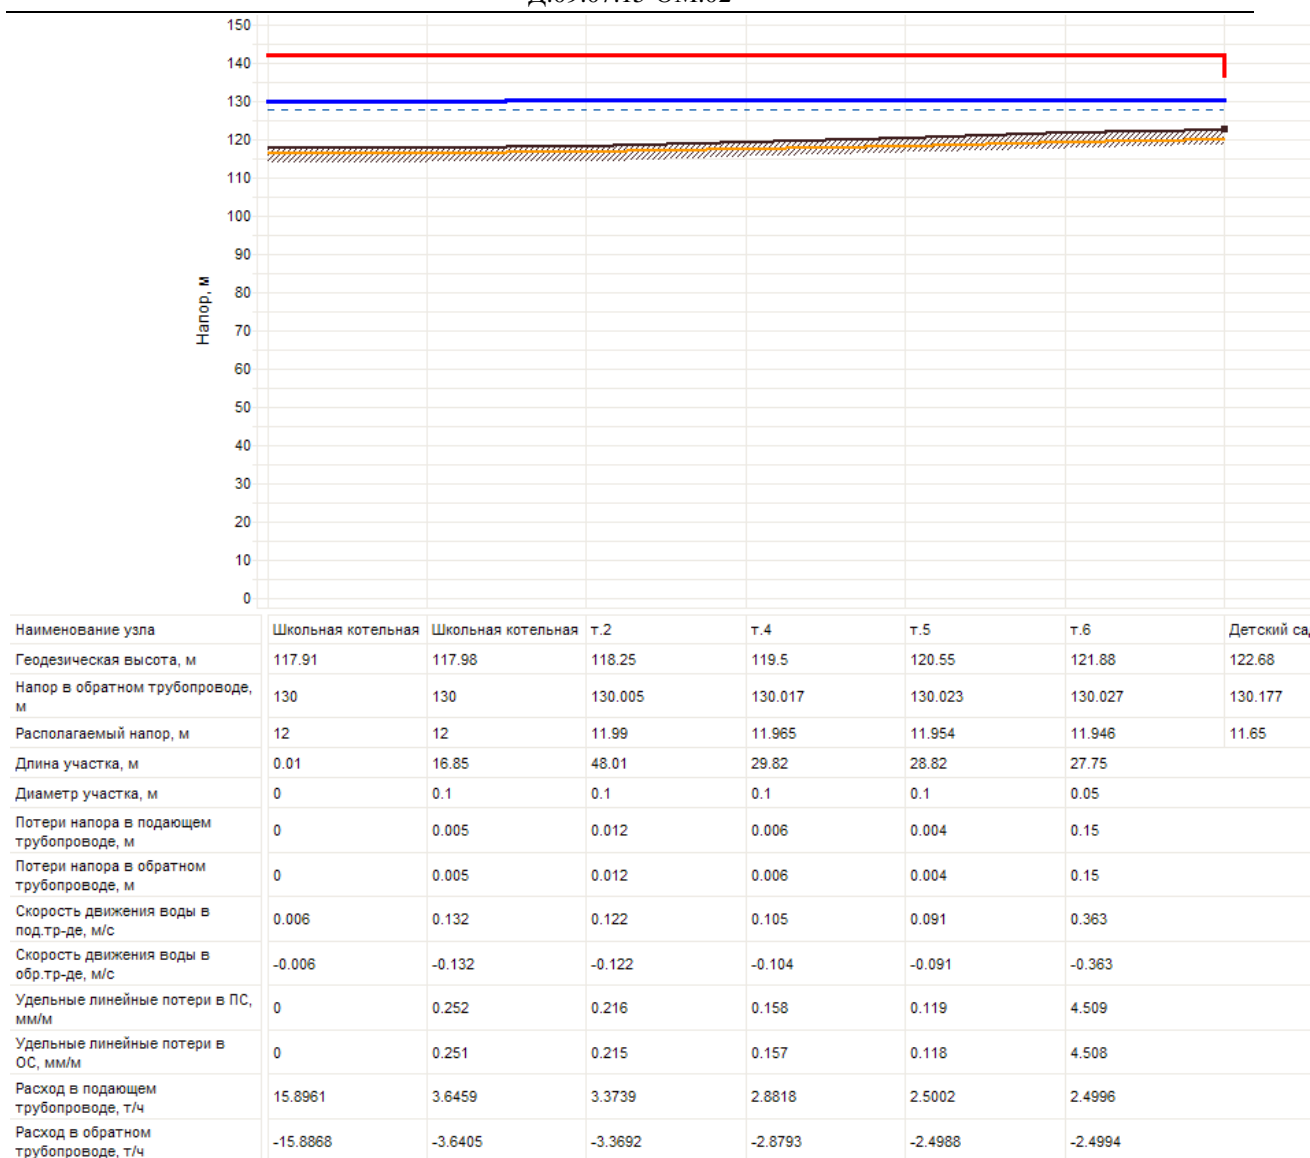 Д.09.07.13-ОМ.02
150
140
130
120
110
100
90
80
70
60
50
40
30
20
10
0
Напор, м
Наименование узла Школьная котельная Школьная котельная т.2 т.4 т.5 т.6 Детский са
Геодезическая высота, м 117.91 117.98 118.25 119.5 120.55 121.88 122.68
Напор в обратном трубопроводе,
м 130 130 130.005 130.017 130.023 130.027 130.177
Располагаемый напор, м 12 12 11.99 11.965 11.954 11.946 11.65
Длина участка, м 0.01 16.85 48.01 29.82 28.82 27.75
Диаметр участка, м 0 0.1 0.1 0.1 0.1 0.05
Потери напора в подающем
трубопроводе, м 0 0.005 0.012 0.006 0.004 0.15
Потери напора в обратном
трубопроводе, м 0 0.005 0.012 0.006 0.004 0.15
Скорость движения воды в
под.тр-де, м/с 0.006 0.132 0.122 0.105 0.091 0.363
Скорость движения воды в
обр.тр-де, м/с -0.006 -0.132 -0.122 -0.104 -0.091 -0.363
Удельные линейные потери в ПС,
мм/м 0 0.252 0.216 0.158 0.119 4.509
Удельные линейные потери в
ОС, мм/м 0 0.251 0.215 0.157 0.118 4.508
Расход в подающем
трубопроводе, т/ч 15.8961 3.6459 3.3739 2.8818 2.5002 2.4996
Расход в обратном
трубопроводе, т/ч -15.8868 -3.6405 -3.3692 -2.8793 -2.4988 -2.4994